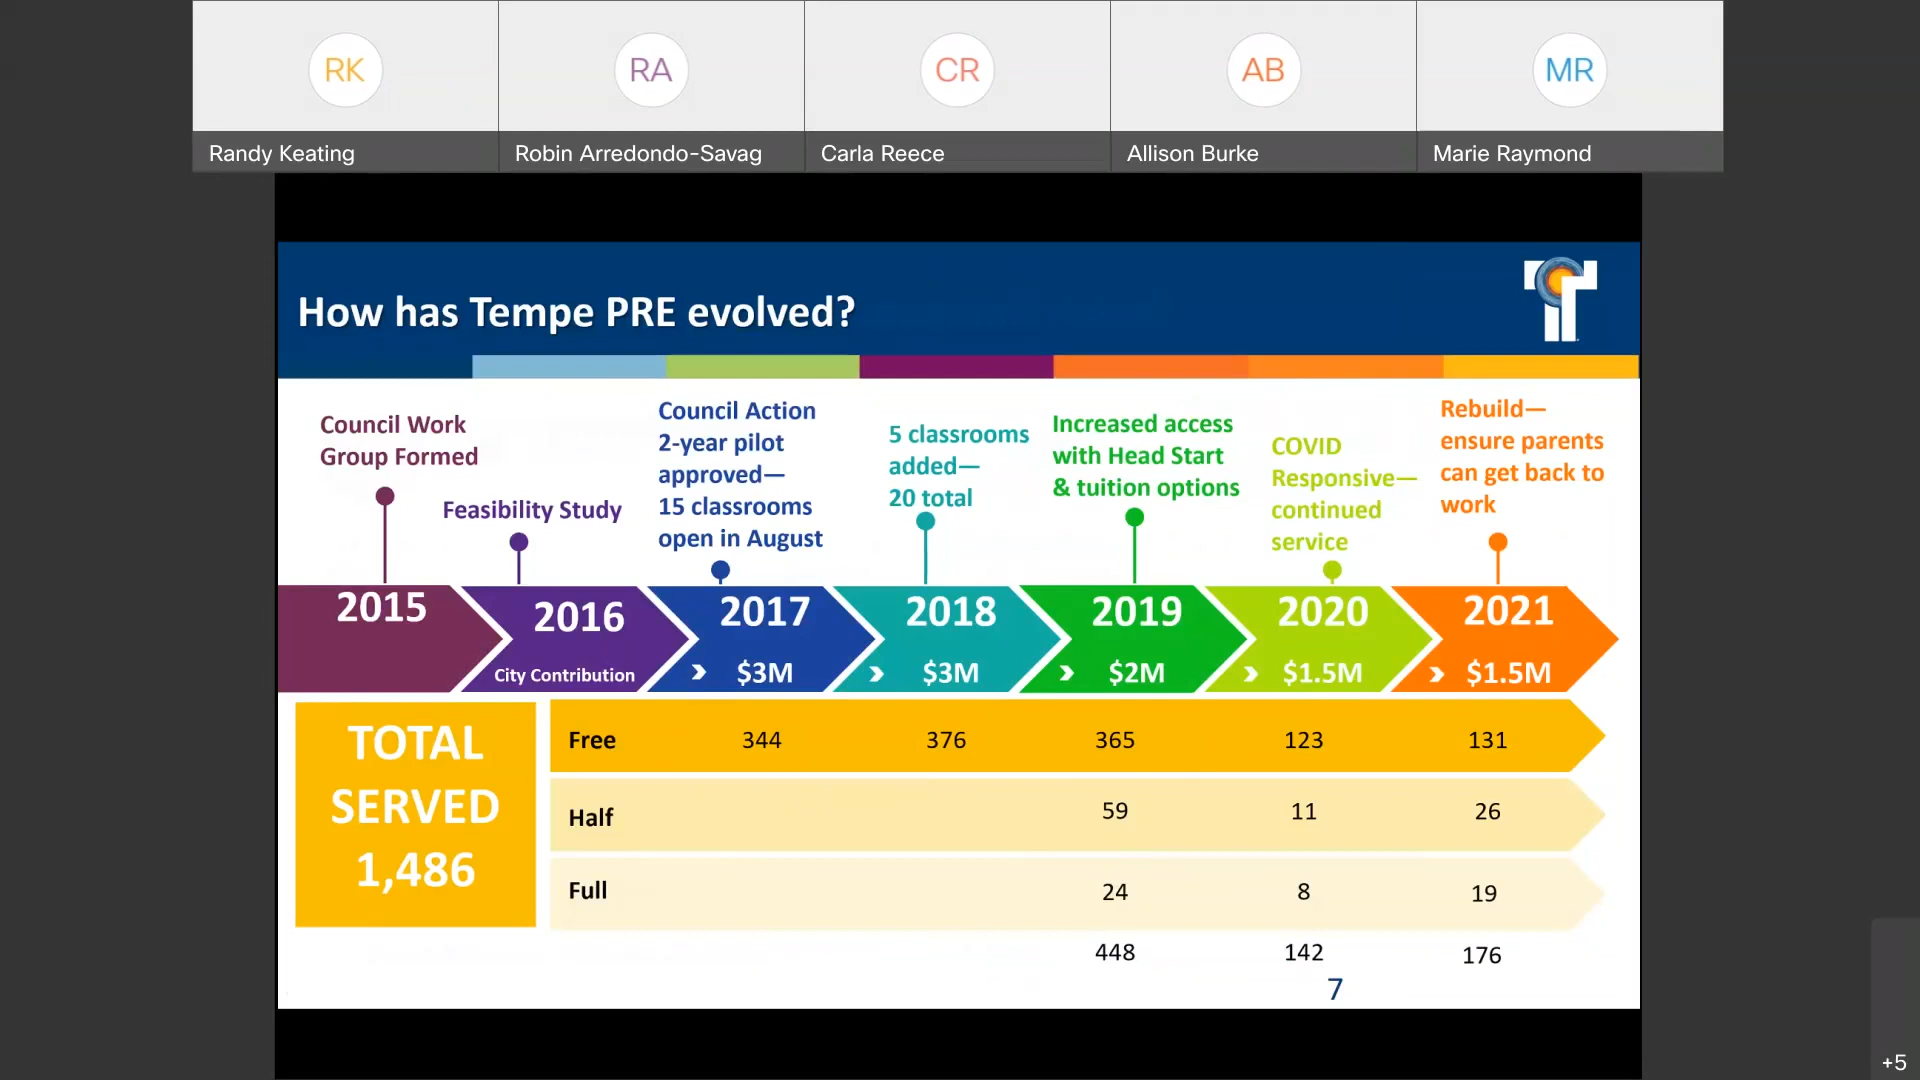 RK
RA
CR
AB
MR
Randy Keating
Robin Arredondo-Savag
Carla Reece
Allison Burke
Marie Raymond
How has Tempe PRE evolved?
Council Work
Group Formed
Feasibility Study
Council Action
2-year pilot
approved—
15 classrooms
open in August
5 classrooms
added—
20 total
Increased access
with Head Start
& tuition options
COVID
Responsive—
continued
service
Rebuild—
ensure parents
can get back to
work
2015
2016
2017
2018
2019
2020
2021
City Contribution
$3M
$3M
$2M
$1.5M
$1.5M
TOTAL
SERVED
1,486
Free 344 376 365 123 131
Half 59 11 26
Full 24 8 19
448 142 176
7
+5